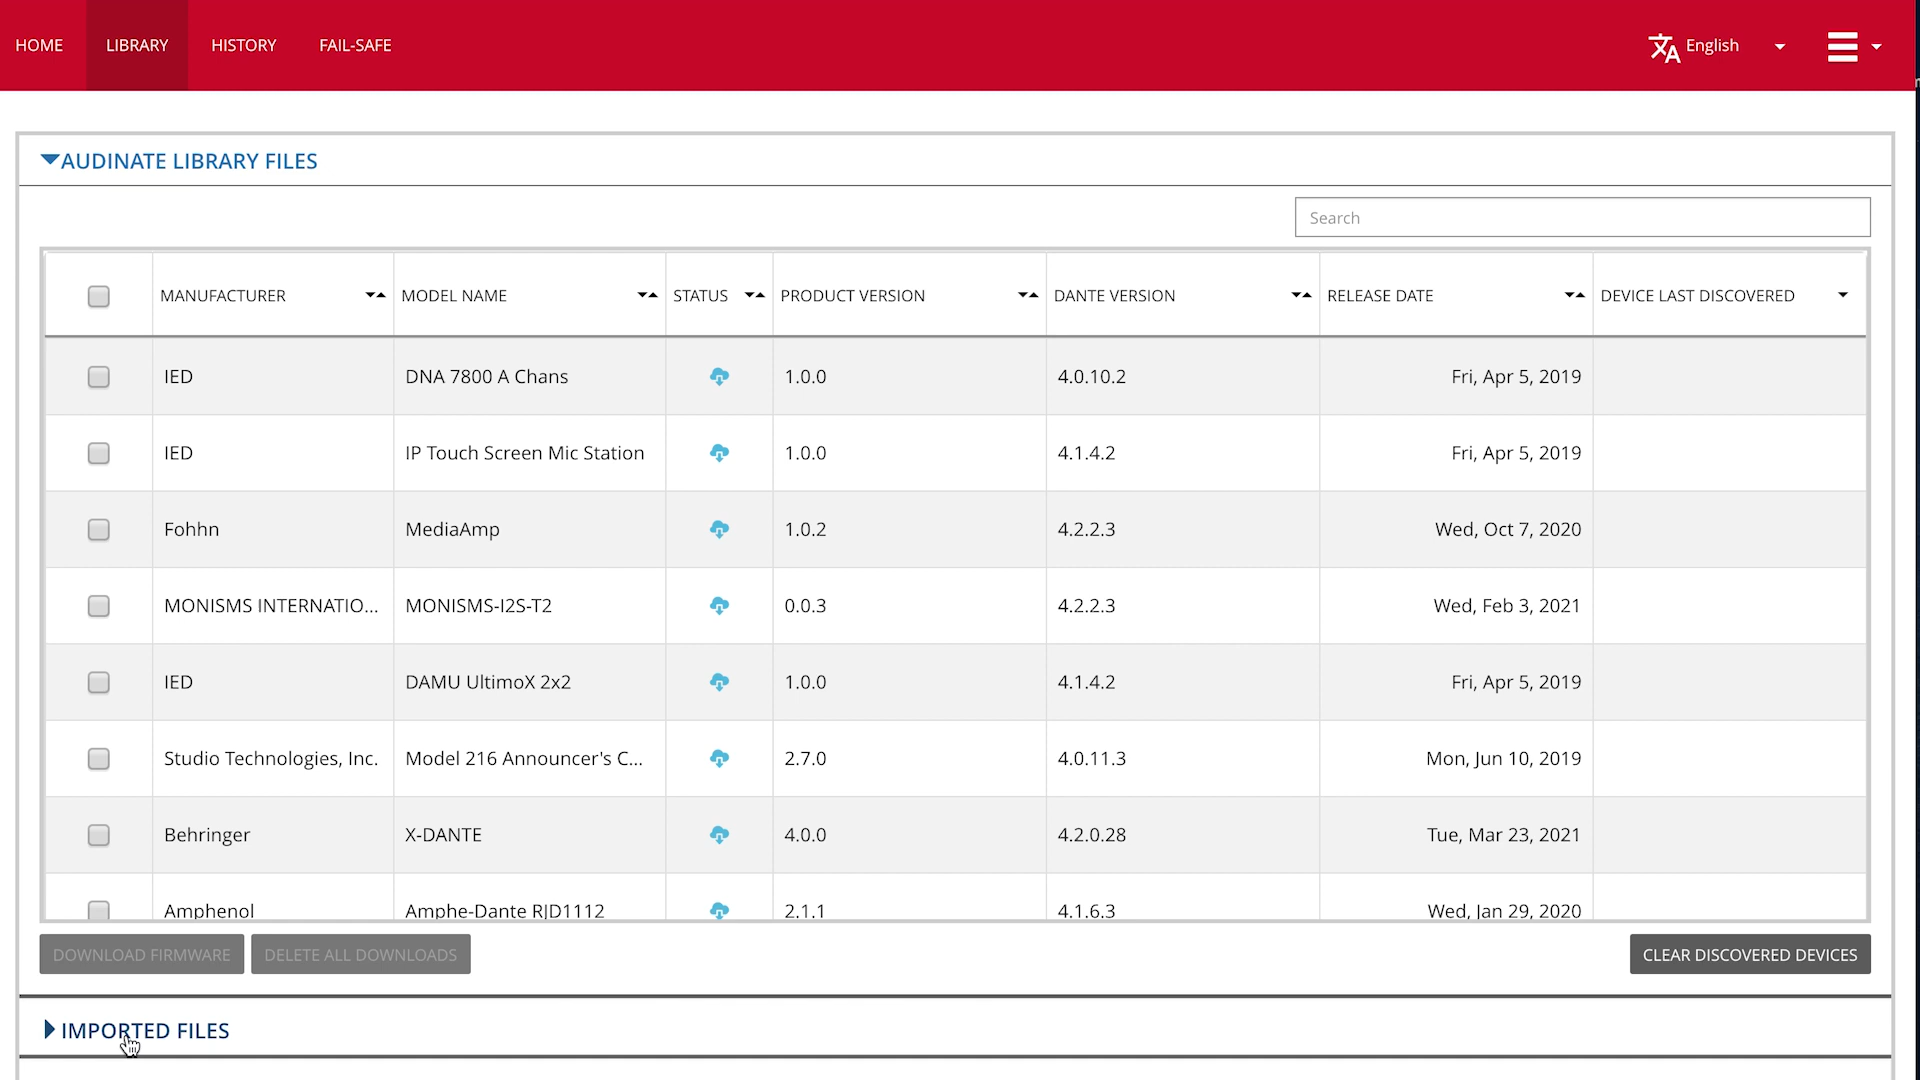 HOME LIBRARY HISTORY FAIL-SAFE English
AUDINATE LIBRARY FILES
Search
MANUFACTURER MODEL NAME STATUS PRODUCT VERSION DANTE VERSION RELEASE DATE DEVICE LAST DISCOVERED
IED DNA 7800 A Chans 1.0.0 4.0.10.2 Fri, Apr 5, 2019
IED IP Touch Screen Mic Station 1.0.0 4.1.4.2 Fri, Apr 5, 2019
Fohhn MediaAmp 1.0.2 4.2.2.3 Wed, Oct 7, 2020
MONISMS INTERNATIO... MONISMS-I2S-T2 0.0.3 4.2.2.3 Wed, Feb 3, 2021
IED DAMU UltimoX 2x2 1.0.0 4.1.4.2 Fri, Apr 5, 2019
Studio Technologies, Inc. Model 216 Announcer's C... 2.7.0 4.0.11.3 Mon, Jun 10, 2019
Behringer X-DANTE 4.0.0 4.2.0.28 Tue, Mar 23, 2021
Amphenol Amphe-Dante RJD1112 2.1.1 4.1.6.3 Wed, Jan 29, 2020
DOWNLOAD FIRMWARE DELETE ALL DOWNLOADS CLEAR DISCOVERED DEVICES
IMPORTED FILES